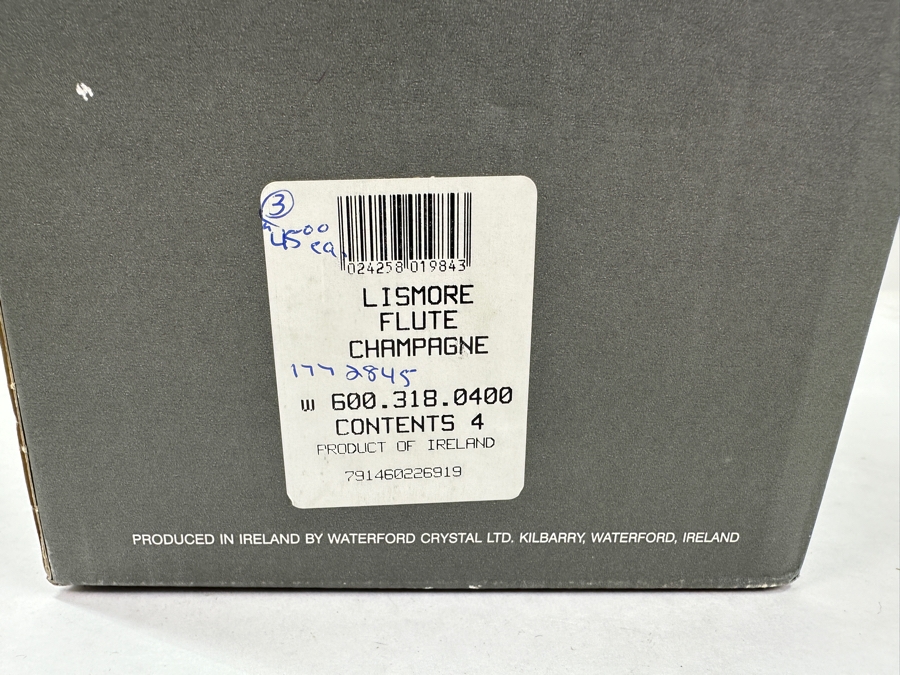 3
45.00
ea.
024258 019843
LISMORE
FLUTE
CHAMPAGNE
177 2845
W 600.318.0400
CONTENTS 4
PRODUCT OF IRELAND
791460226919
PRODUCED IN IRELAND BY WATERFORD CRYSTAL LTD. KILBARRY, WATERFORD, IRELAND